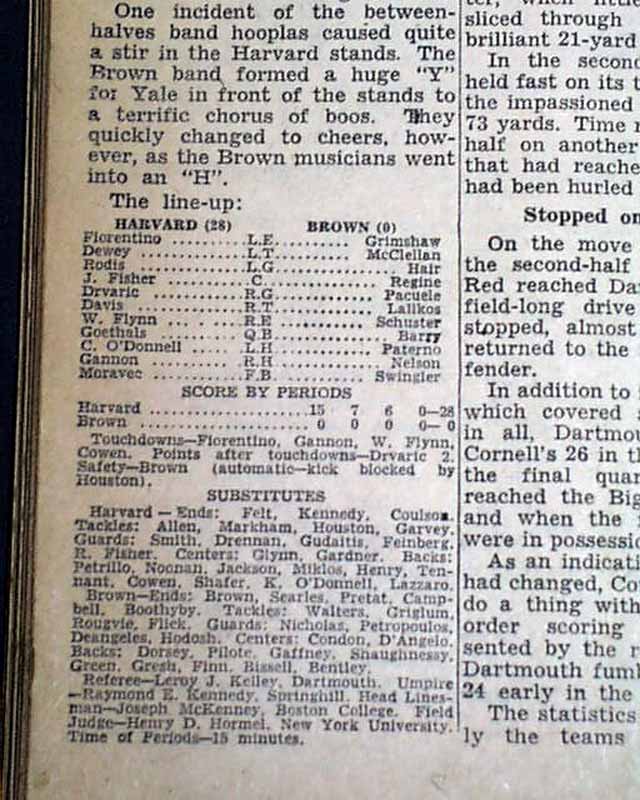 One incident of the between-
halves band hooplas caused quite
a stir in the Harvard stands. The
Brown band formed a huge "Y"
for Yale in front of the stands to
a terrific chorus of boos. They
quickly changed to cheers, how-
ever, as the Brown musicians went
into an "H".
The line-up:
HARVARD (28) BROWN (0)
Fiorentino ..........L.E.......... Grimshaw
Dewey ..............L.T........... McClellan
Rodis ..............L.G............... Hair
J. Fisher ............C............. Regine
Drvaric ............R.G............ Pacuele
Davis ..............R.T............ Lalikos
W. Flynn ... . .....R.E .......... Schuster
Goethals ...........Q.B............. Barry
C. O'Donnell .....L.H ........... Paterno
Gannon ............R.H ........... Nelson
Moravec ............F.B.......... Swingler
SCORE BY PERIODS
Harvard ......................15 7 6 0—28
Brown ........................ 0 0 0 0— 0
Touchdowns—Fiorentino, Gannon, W. Flynn,
Cowen. Points after touchdowns—Drvaric 2.
Safety—Brown (automatic—kick blocked by
Houston).
SUBSTITUTES
Harvard — Ends: Felt, Kennedy, Coulson.
Tackles: Allen, Markham, Houston, Garvey.
Guards: Smith, Drennan, Gudaitis, Feinberg,
R. Fisher. Centers: Glynn, Gardner. Backs:
Petrillo, Noonan, Jackson, Miklos, Henry, Ten-
nant, Cowen, Shafer, K. O'Donnell, Lazzaro.
Brown—Ends: Brown, Searles, Pretat, Camp-
bell, Boothby. Tackles: Walters, Griglum,
Rougvie, Flick. Guards: Nicholas, Petropoulos,
Deangeles, Hodosh. Centers: Condon, D'Angelo.
Backs: Dorsey, Pilote, Gaffney, Shaughnessy,
Green, Gresh, Finn, Bissell, Bentley.
Referee—Leroy J. Kelley, Dartmouth. Umpire
—Raymond E. Kennedy, Springhill. Head Lines-
man—Joseph McKenney, Boston College. Field
Judge—Henry D. Hormel, New York University.
Time of Periods—15 minutes.
sliced through
brilliant 21-yard
In the second
held fast on its
the impassioned
73 yards. Time
half on another
that had reache
had been hurled
Stopped on
On the move
the second-half
Red reached Da
field-long drive
stopped, almost
returned to the
fender.
In addition to
which covered
in all, Dartmou
Cornell's 26 in th
the final quar
reached the Big
and when the
were in possessi
As an indicati
had changed, Co
do a thing with
order scoring
sented by the
Dartmouth fum
24 early in the
The statistics
ly the teams